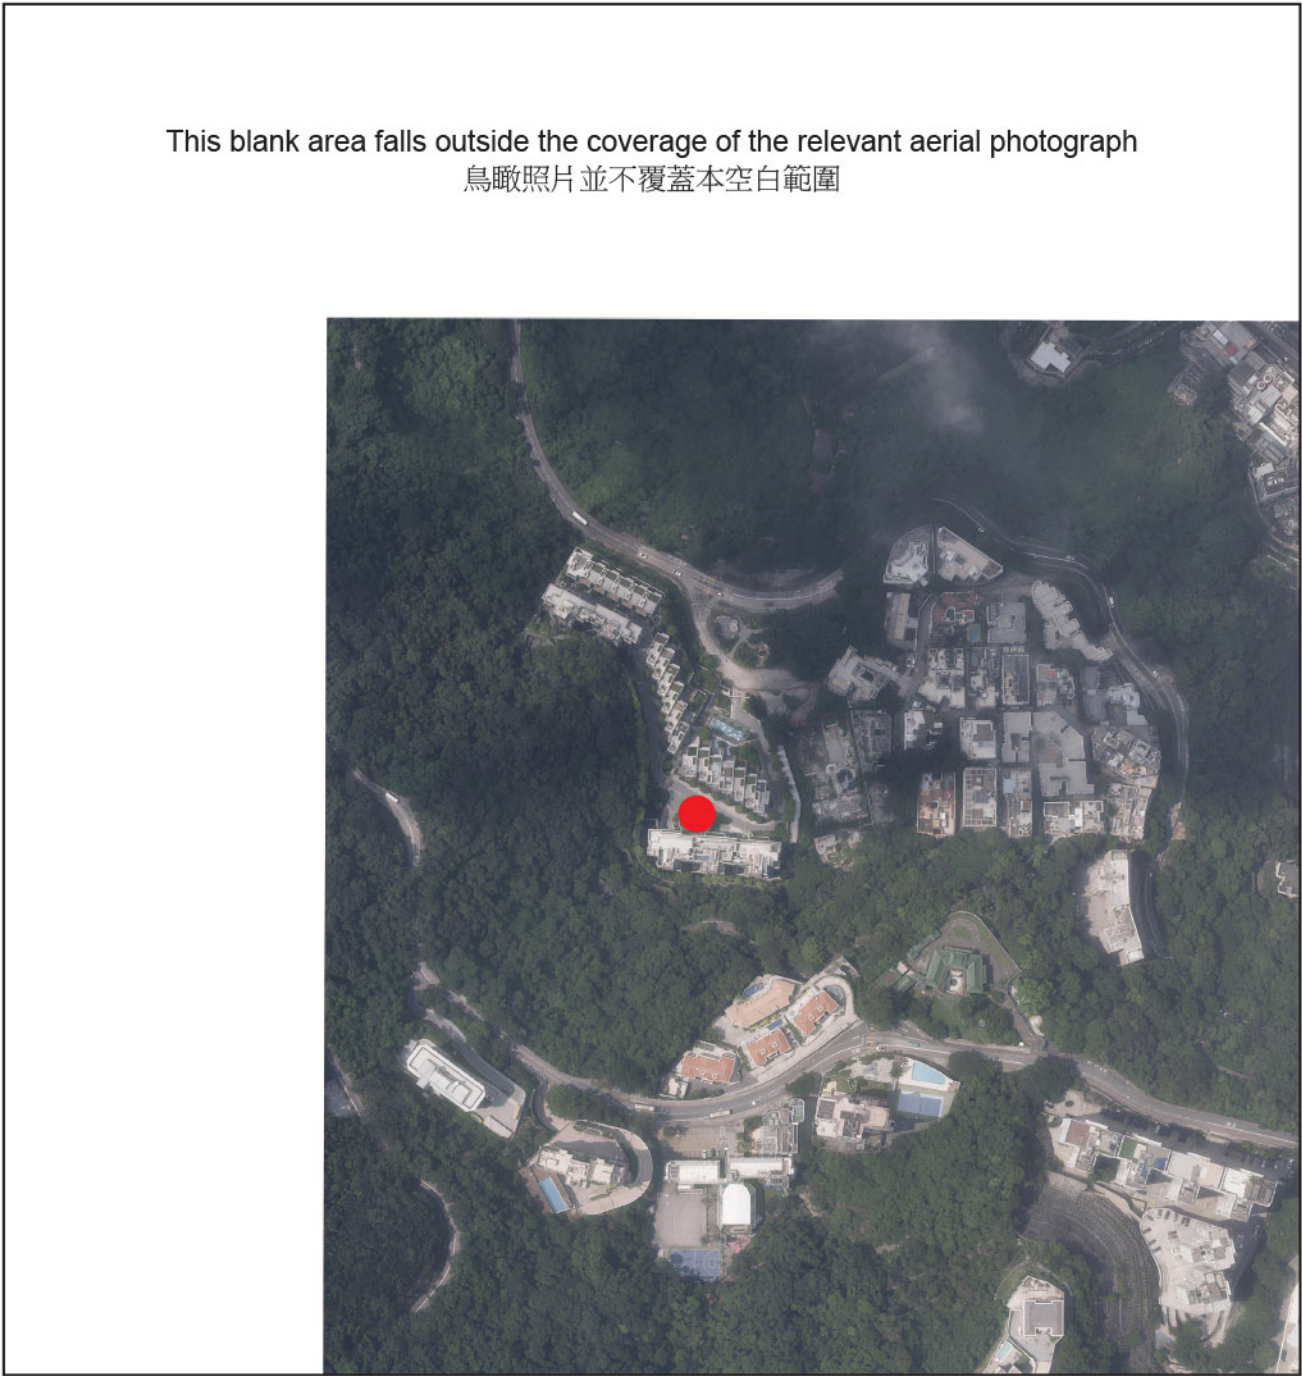 This blank area falls outside the coverage of the relevant aerial photograph
鳥瞰照片並不覆蓋本空白範圍